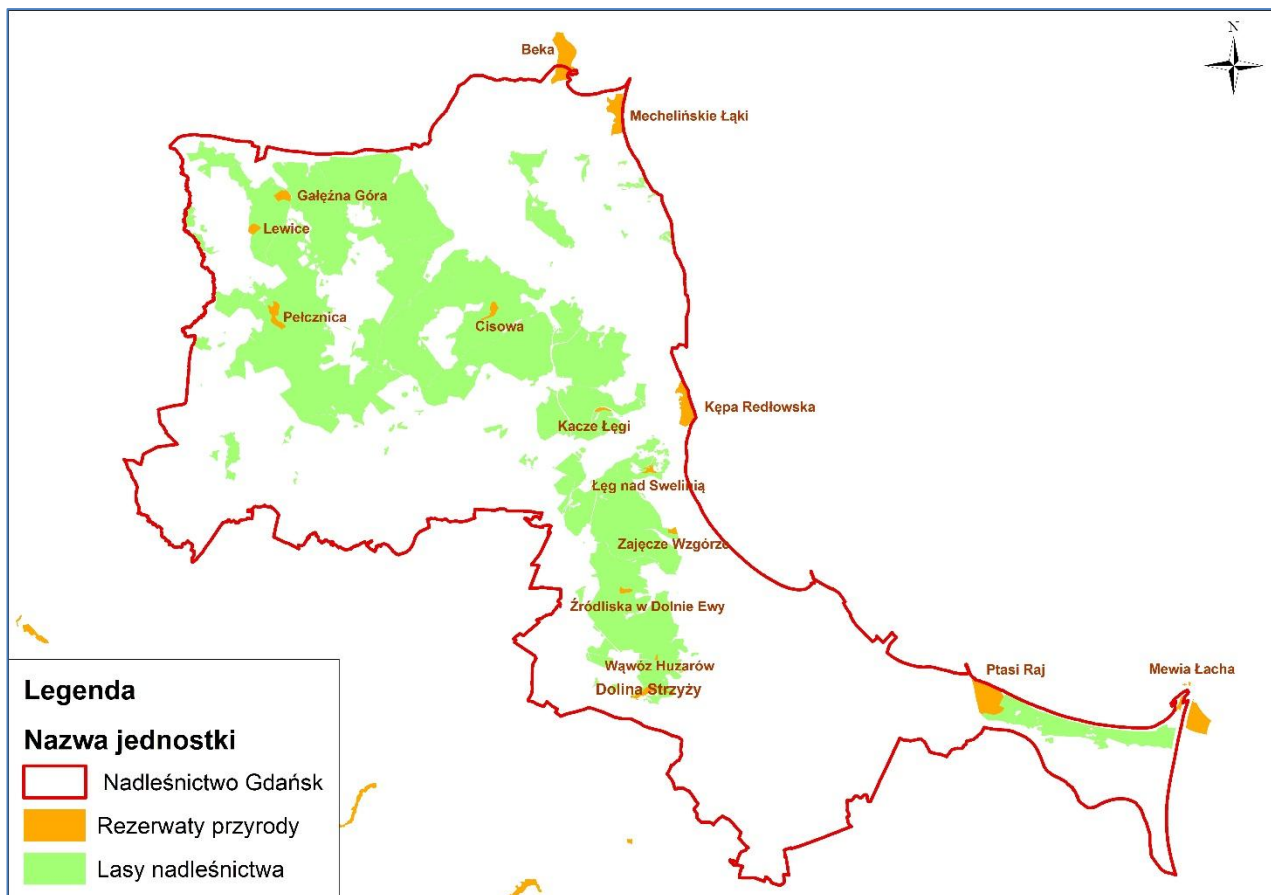 N
Beka
Mechelińskie Łąki
Gałęźna Góra
Lewice
Pełcznica
Cisowa
Kępa Redłowska
Kacze Łęgi
Łęg nad Swelinią
Zajęcze Wzgórze
Źródliska w Dolnie Ewy
Wąwóz Huzarów
Dolina Strzyży
Ptasi Raj
Mewia Łacha
Legenda
Nazwa jednostki
Nadleśnictwo Gdańsk
Rezerwaty przyrody
Lasy nadleśnictwa